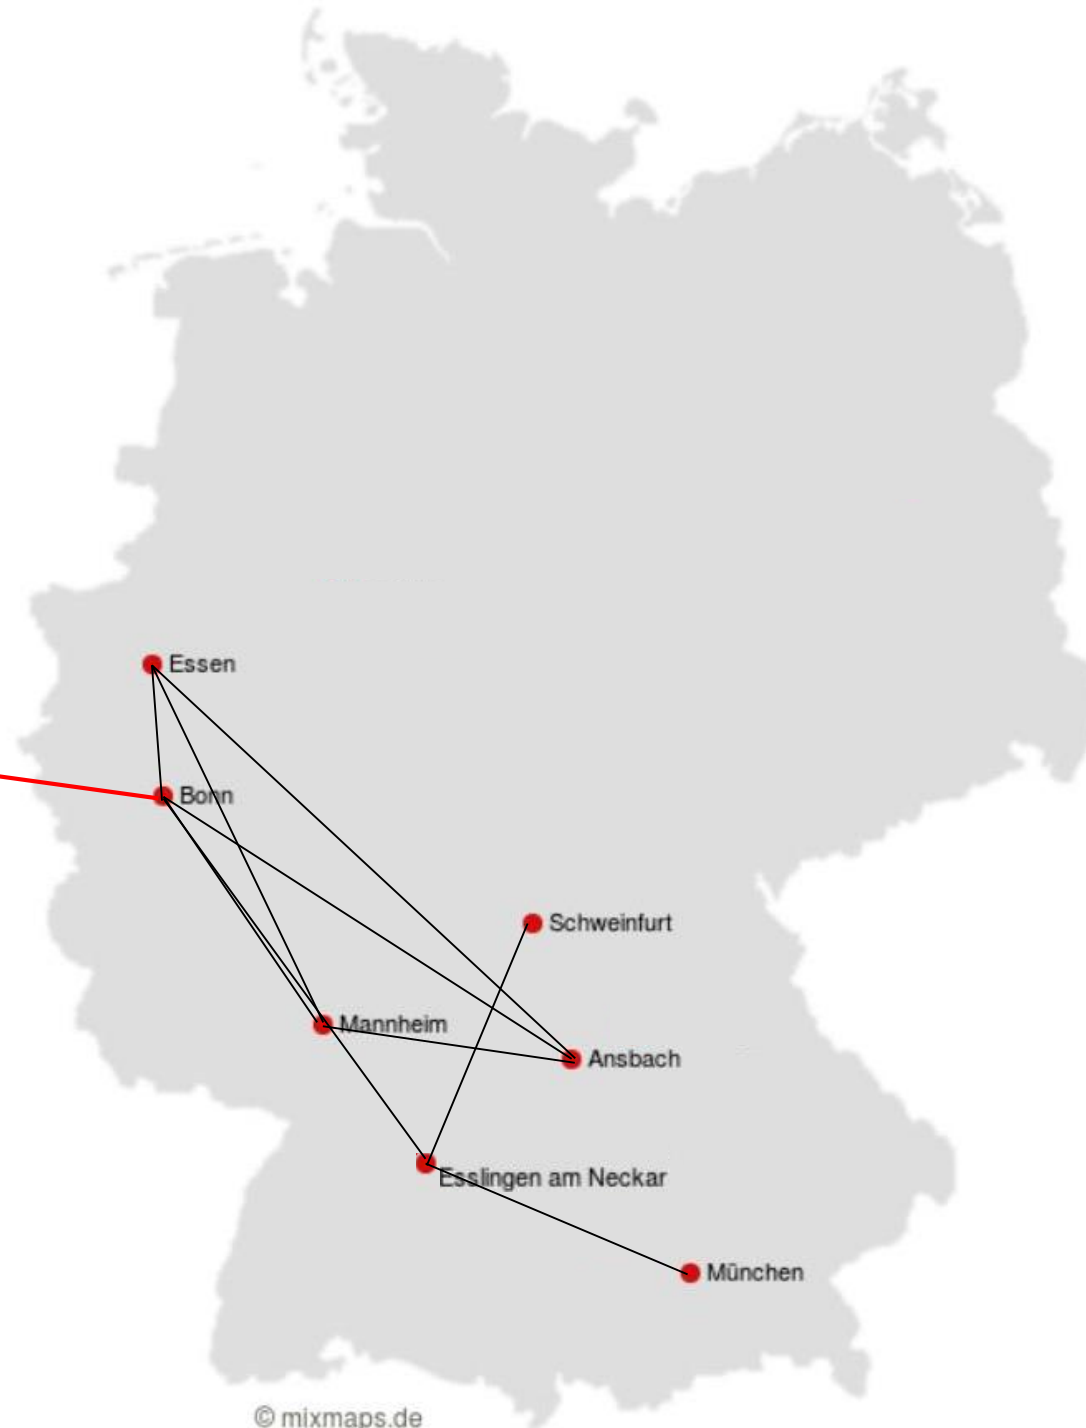 Essen
Bonn
Schweinfurt
Mannheim
Ansbach
Esslingen am Neckar
München
© mixmaps.de